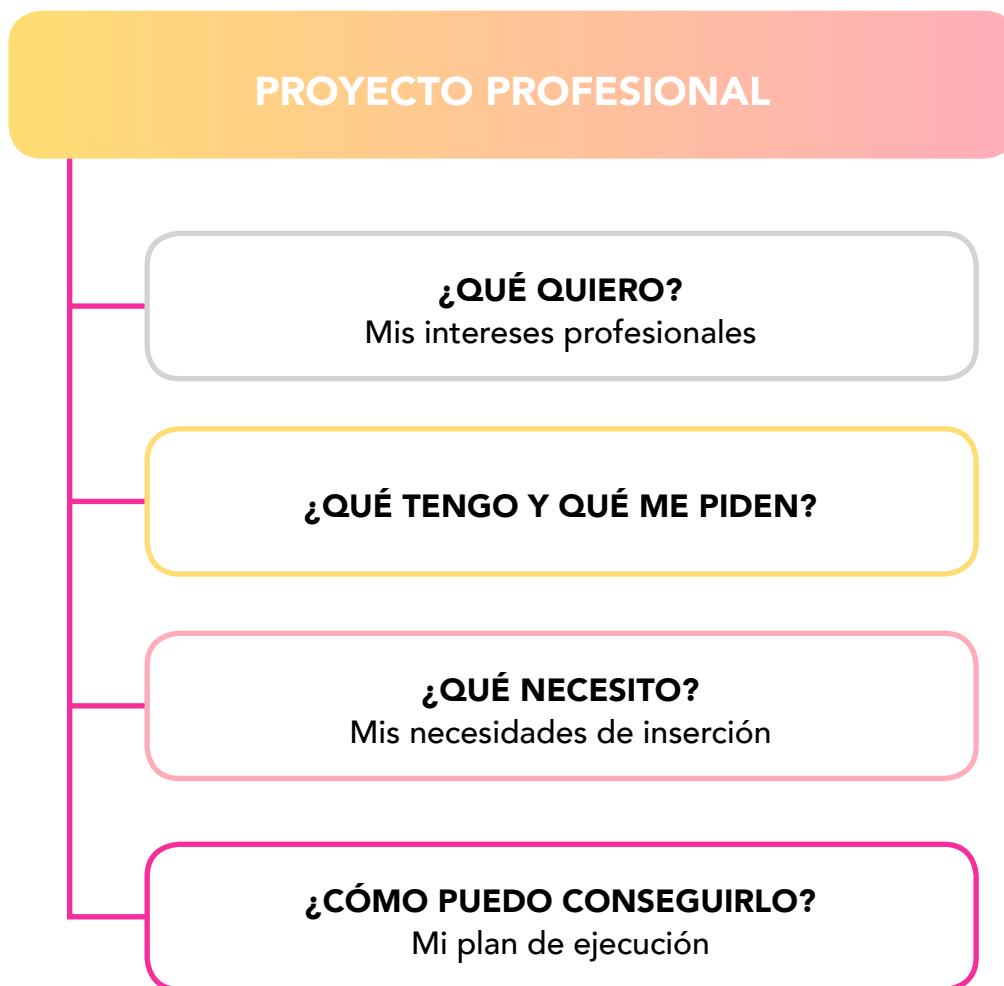 PROYECTO PROFESIONAL
¿QUÉ QUIERO?
Mis intereses profesionales
¿QUÉ TENGO Y QUÉ ME PIDEN?
¿QUÉ NECESITO?
Mis necesidades de inserción
¿CÓMO PUEDO CONSEGUIRLO?
Mi plan de ejecución